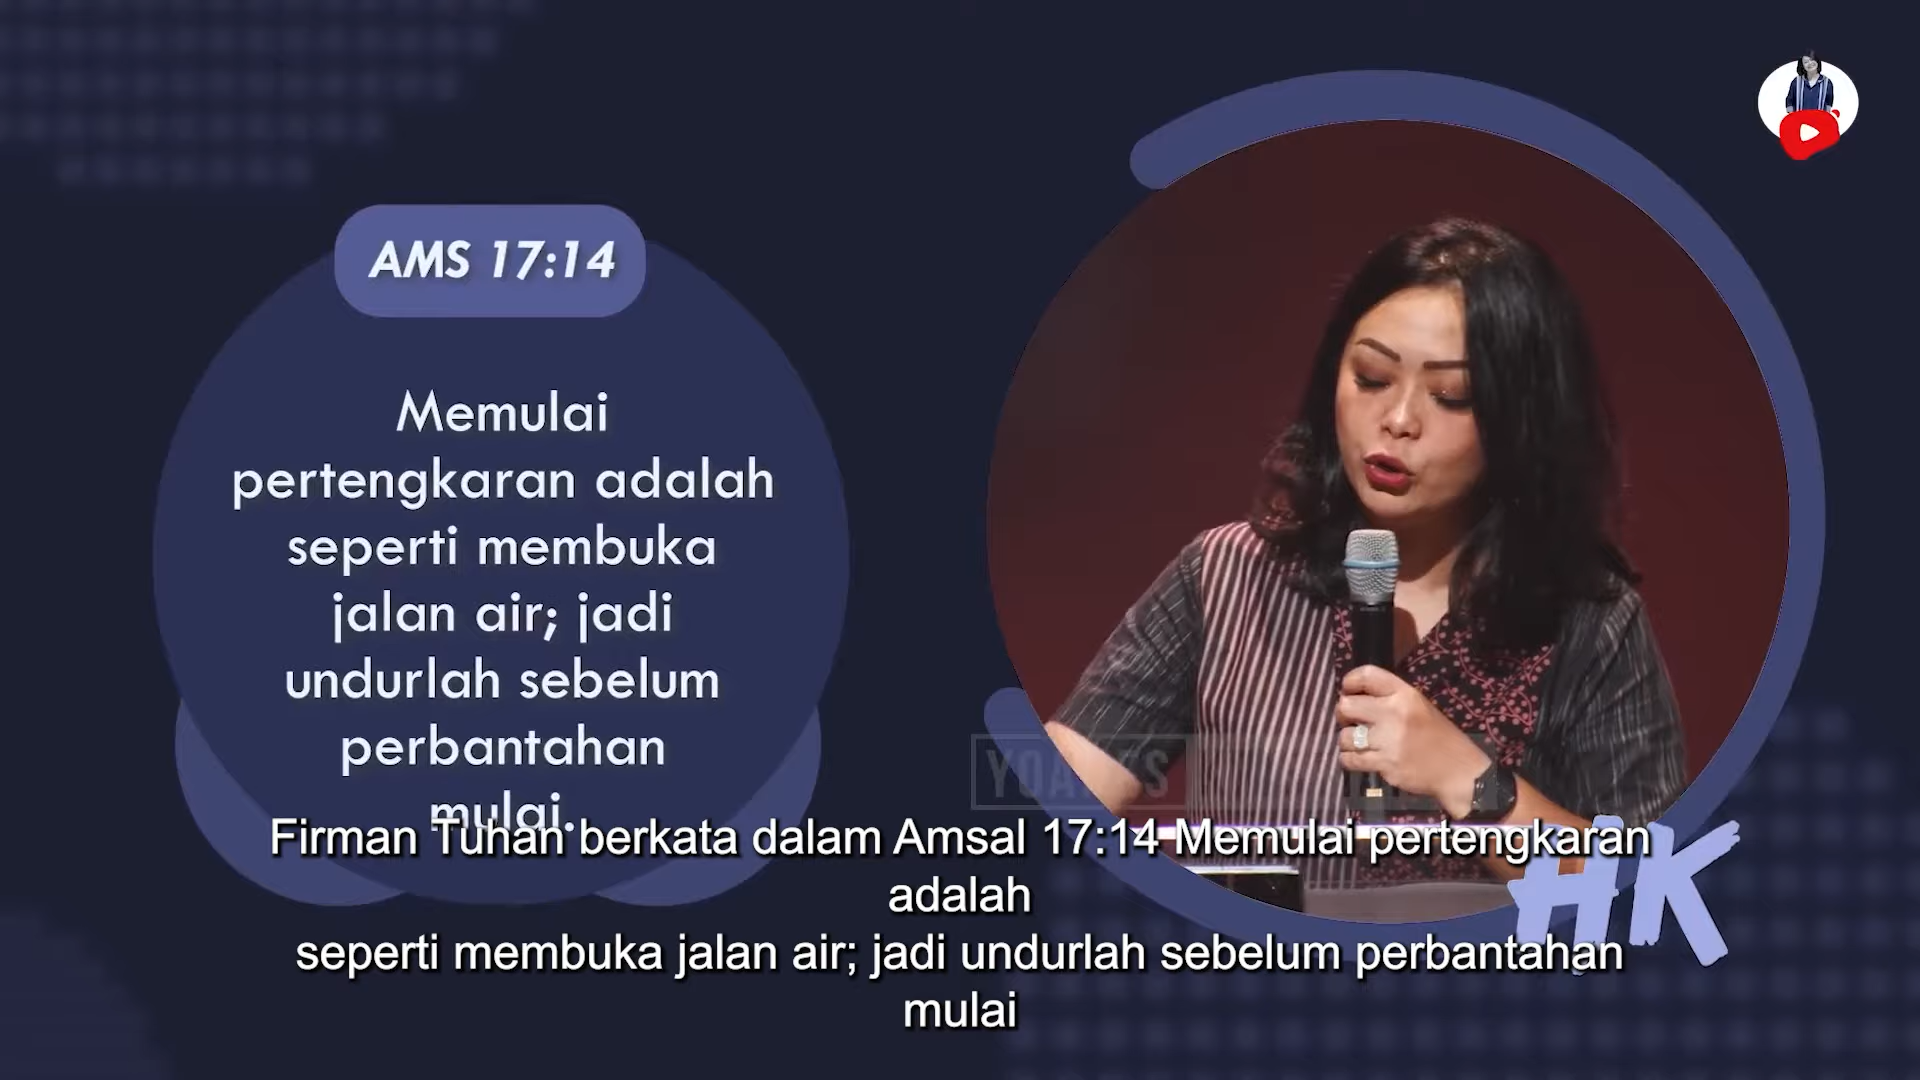 AMS 17:14
Memulai
pertengkaran adalah
seperti membuka
jalan air; jadi
undurlah sebelum
perbantahan
mulai.
Firman Tuhan berkata dalam Amsal 17:14 Memulai pertengkaran
adalah
seperti membuka jalan air; jadi undurlah sebelum perbantahan
mulai
HK